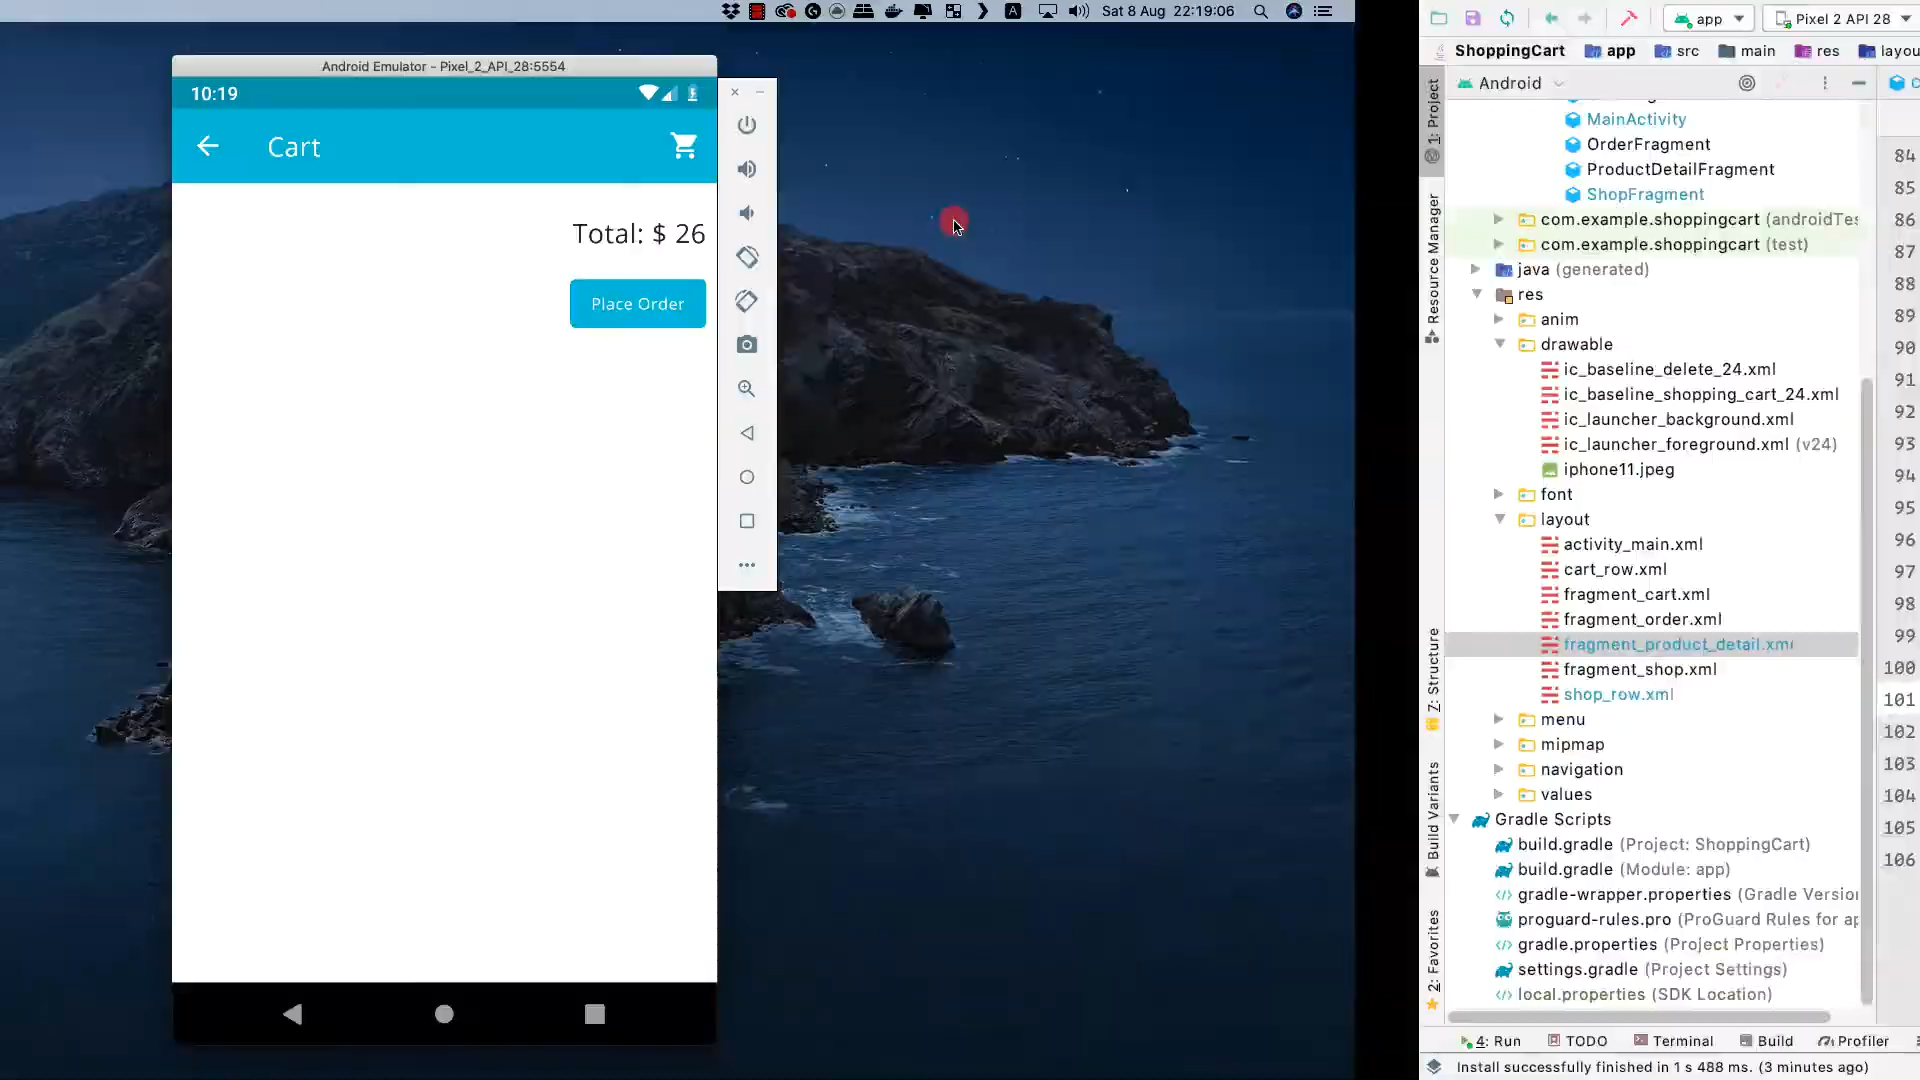 Sat 8 Aug 22:19:06
Android Emulator - Pixel_2_API_28:5554
10:19
Cart
Total: $ 26
Place Order
app
Pixel 2 API 28
ShoppingCart
app
src
main
res
layou
Android
1: Project
Resource Manager
7: Structure
Build Variants
2: Favorites
MainActivity
OrderFragment
ProductDetailFragment
ShopFragment
com.example.shoppingcart (androidTes
com.example.shoppingcart (test)
java (generated)
res
anim
drawable
ic_baseline_delete_24.xml
ic_baseline_shopping_cart_24.xml
ic_launcher_background.xml
ic_launcher_foreground.xml (v24)
iphone11.jpeg
font
layout
activity_main.xml
cart_row.xml
fragment_cart.xml
fragment_order.xml
fragment_product_detail.xml
fragment_shop.xml
shop_row.xml
menu
mipmap
navigation
values
Gradle Scripts
build.gradle (Project: ShoppingCart)
build.gradle (Module: app)
gradle-wrapper.properties (Gradle Version
proguard-rules.pro (ProGuard Rules for ap
gradle.properties (Project Properties)
settings.gradle (Project Settings)
local.properties (SDK Location)
84
85
86
87
88
89
90
91
92
93
94
95
96
97
98
99
100
101
102
103
104
105
106
4: Run
TODO
Terminal
Build
Profiler
Install successfully finished in 1 s 488 ms. (3 minutes ago)